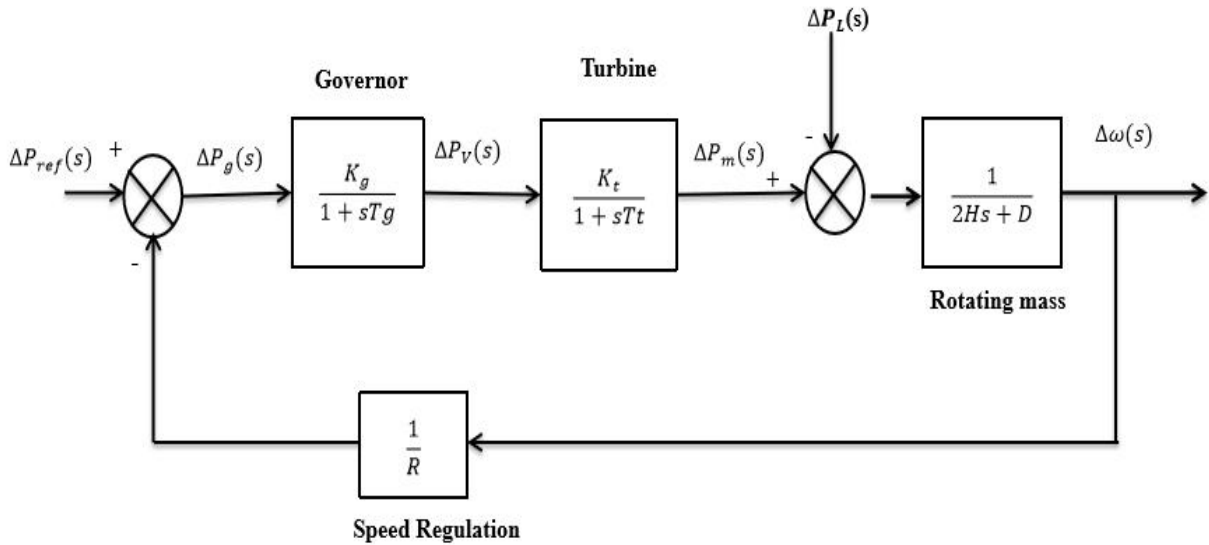 ΔP_L(s)
Governor
Turbine
ΔP_ref(s)
+
ΔP_g(s)
K_g
1 + sTg
ΔP_V(s)
K_t
1 + sTt
ΔP_m(s)
+
-
1
2Hs + D
Δω(s)
-
Rotating mass
1
R
Speed Regulation